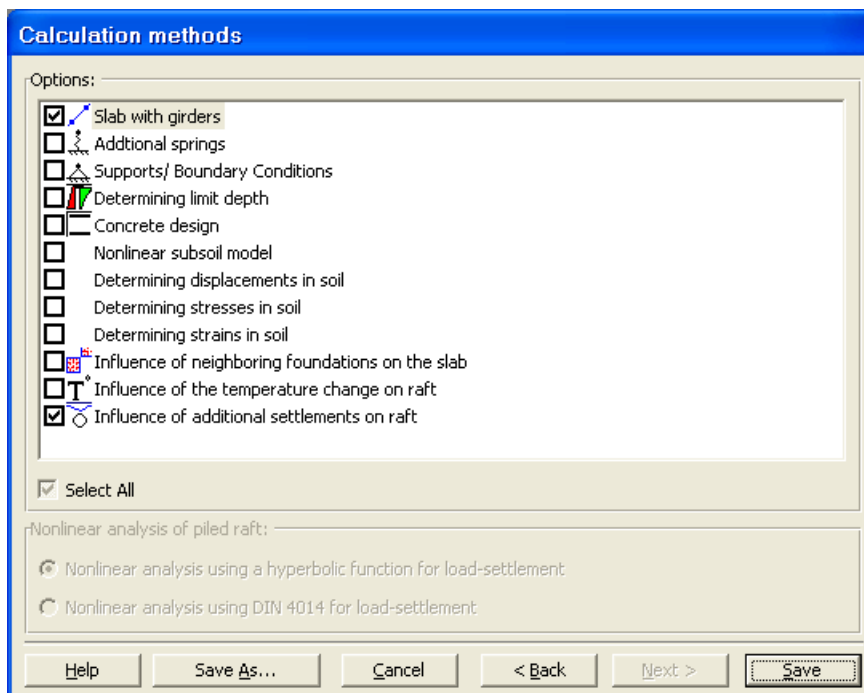 Calculation methods
Options:
Slab with girders
Addtional springs
Supports/ Boundary Conditions
Determining limit depth
Concrete design
Nonlinear subsoil model
Determining displacements in soil
Determining stresses in soil
Determining strains in soil
Influence of neighboring foundations on the slab
T° Influence of the temperature change on raft
Influence of additional settlements on raft
Select All
Nonlinear analysis of piled raft:
Nonlinear analysis using a hyperbolic function for load-settlement
Nonlinear analysis using DIN 4014 for load-settlement
Help Save As... Cancel < Back Next > Save